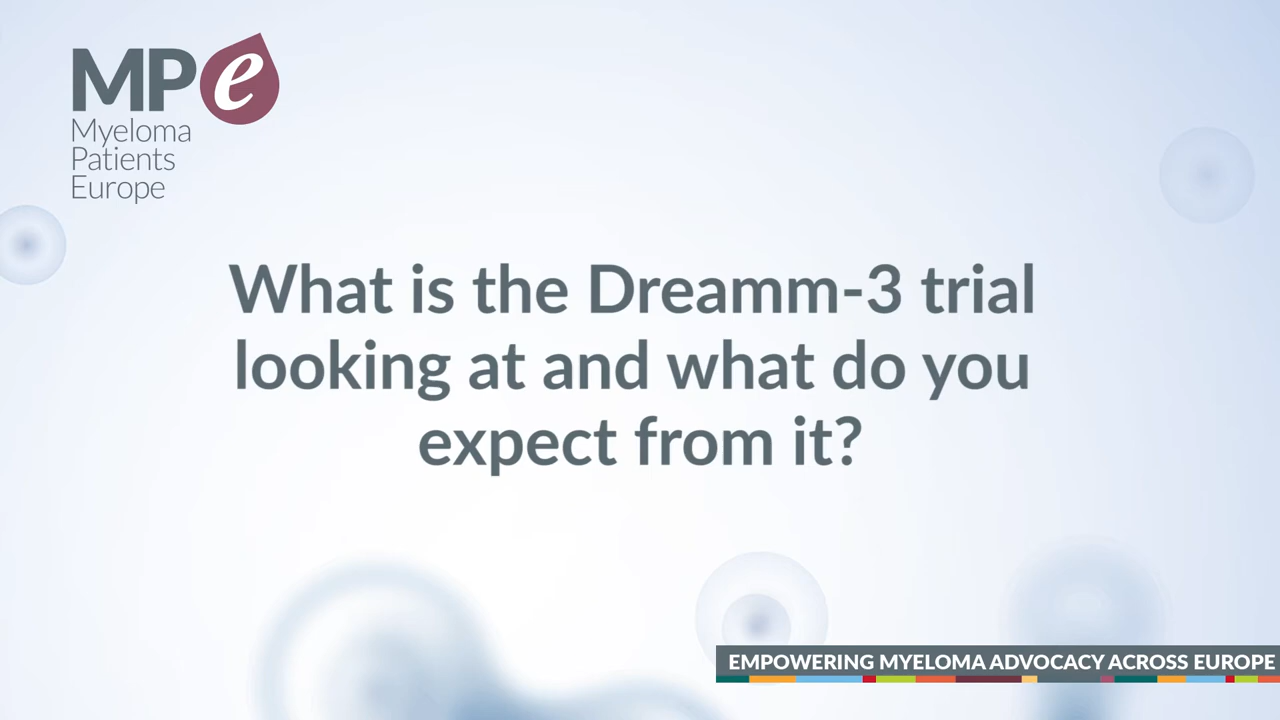 MPe
Myeloma
Patients
Europe
What is the Dreamm-3 trial
looking at and what do you
expect from it?
EMPOWERING MYELOMA ADVOCACY ACROSS EUROPE